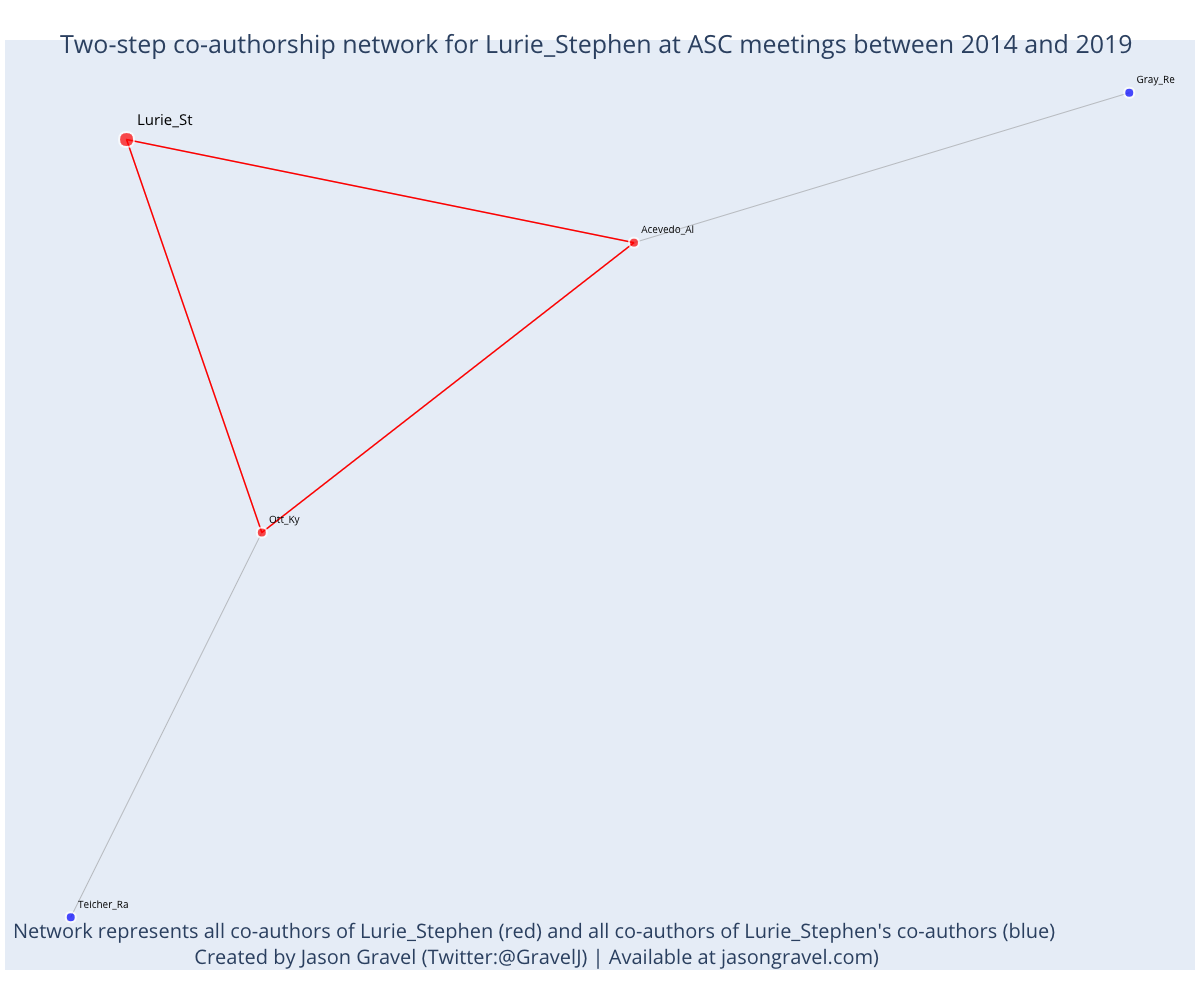 Two-step co-authorship network for Lurie_Stephen at ASC meetings between 2014 and 2019
Gray_Re
Lurie_St
Acevedo_Al
Ott_Ky
Teicher_Ra
Network represents all co-authors of Lurie_Stephen (red) and all co-authors of Lurie_Stephen's co-authors (blue)
Created by Jason Gravel (Twitter:@GravelJ) | Available at jasongravel.com)